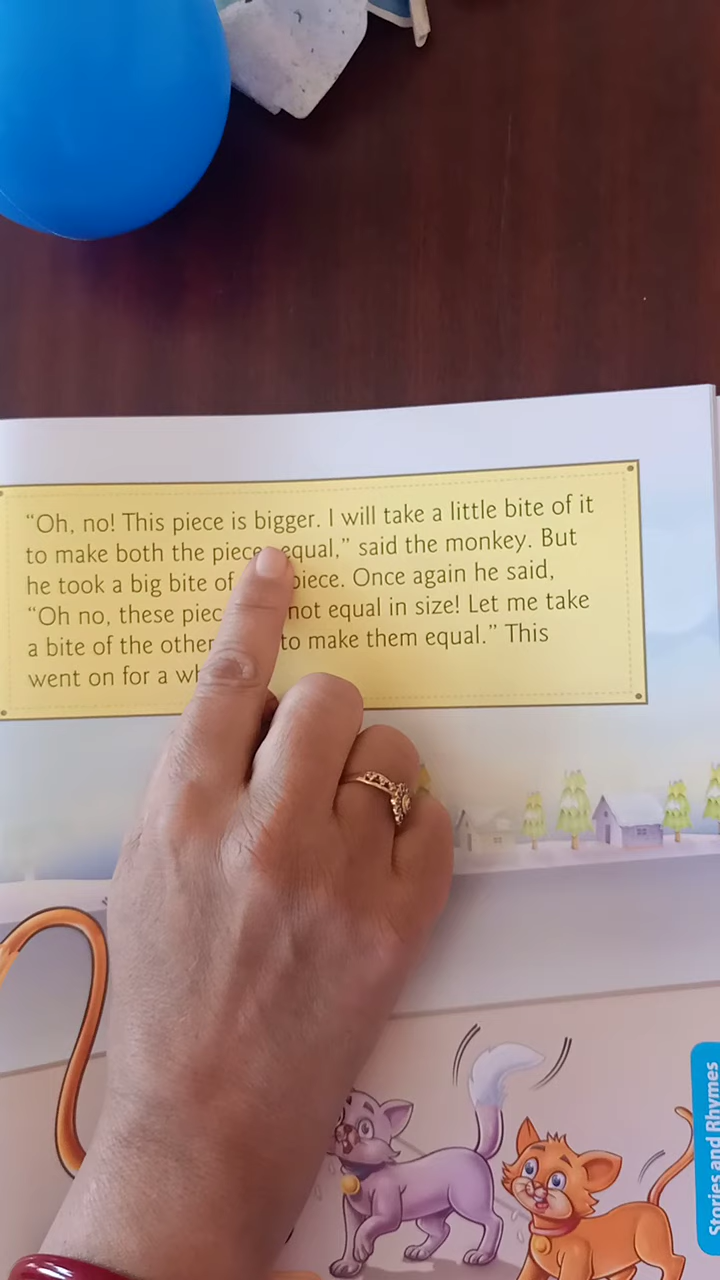 “Oh, no! This piece is bigger. I will take a little bite of it
to make both the piece equal,” said the monkey. But
he took a big bite of piece. Once again he said,
“Oh no, these not equal in size! Let me take
a bite of the other to make them equal.” This
went on for a
Stories and Rhymes